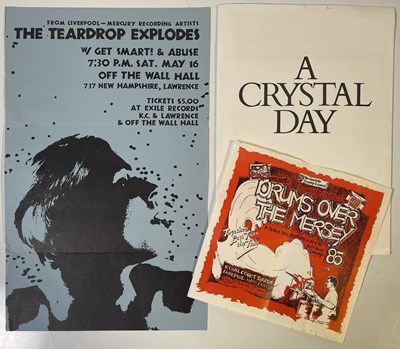 FROM LIVERPOOL – MERCURY RECORDING ARTISTS
THE TEARDROP EXPLODES
W/ GET SMART! & ABUSE
7:30 P.M. SAT. MAY 16
OFF THE WALL HALL
737 NEW HAMPSHIRE, LAWRENCE
TICKETS $5.00
AT EXILE RECORDS
K.C. & LAWRENCE
& OFF THE WALL HALL
A
CRYSTAL
DAY
DRUMS OVER
THE MERSEY
85